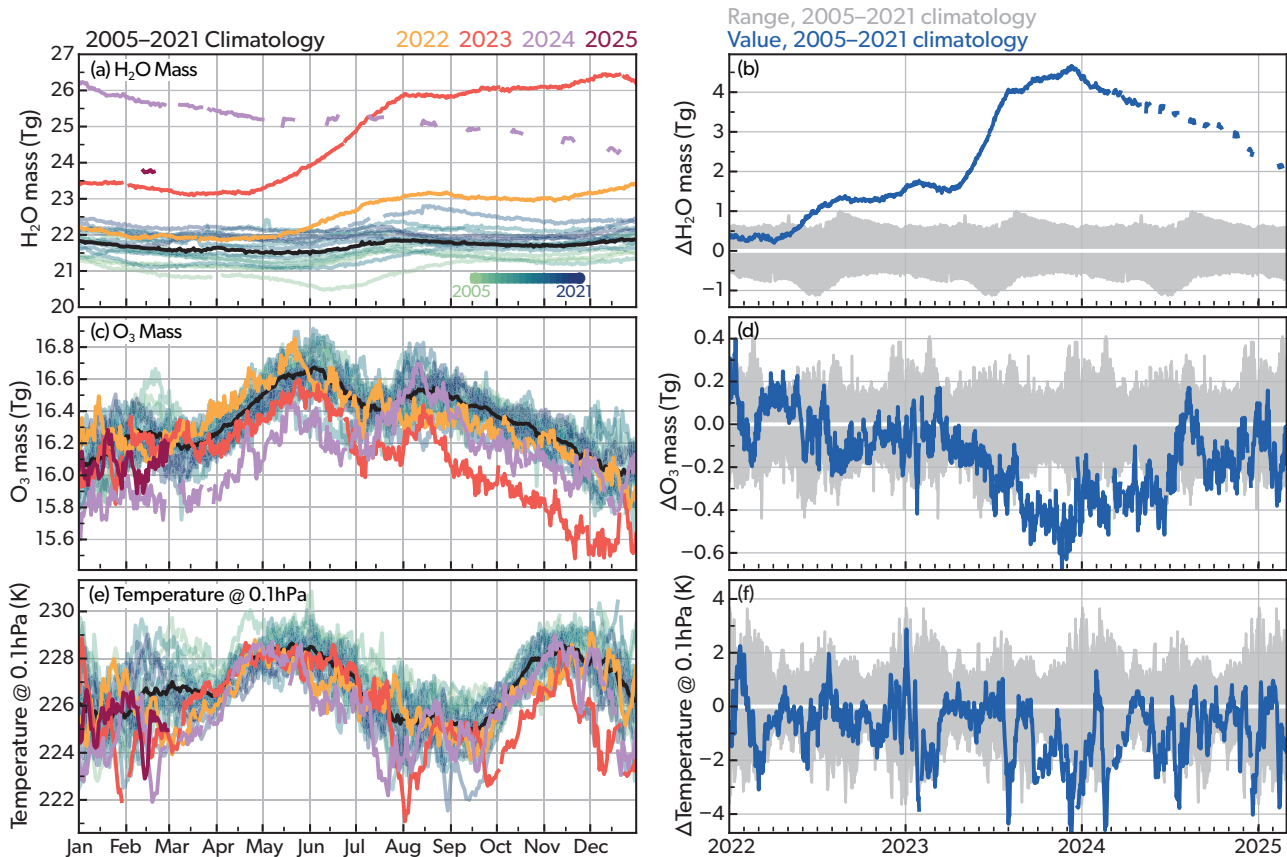 Range, 2005–2021 climatology
2005–2021 Climatology 2022 2023 2024 2025
Value, 2005–2021 climatology
(a) H₂O Mass
27
26
25
24
23
22
21
20
H₂O mass (Tg)
2005
2021
(b)
4
3
2
1
0
−1
ΔH₂O mass (Tg)
(c) O₃ Mass
16.8
16.6
16.4
16.2
16.0
15.8
15.6
O₃ mass (Tg)
(d)
0.4
0.2
0.0
−0.2
−0.4
−0.6
ΔO₃ mass (Tg)
(e) Temperature @ 0.1hPa
230
228
226
224
222
Temperature @ 0.1hPa (K)
Jan Feb Mar Apr May Jun Jul Aug Sep Oct Nov Dec
(f)
4
2
0
−2
−4
ΔTemperature @ 0.1hPa (K)
2022 2023 2024 2025